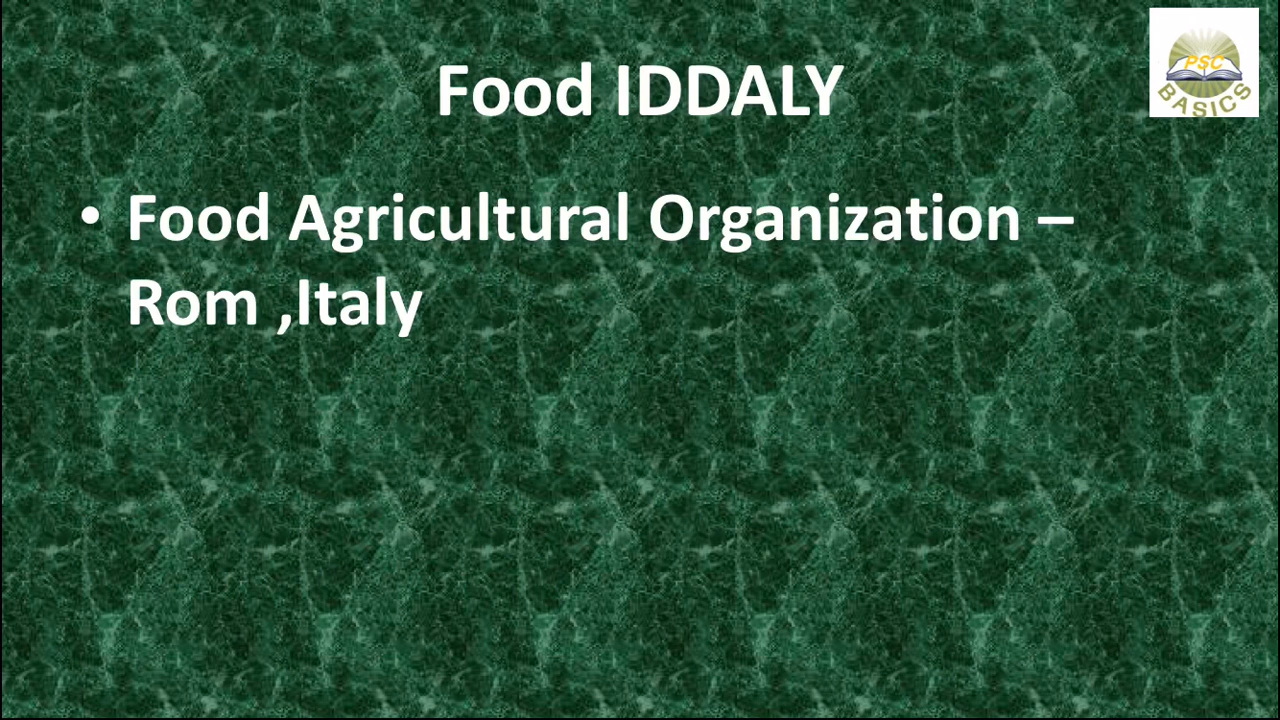 Food IDDALY
PSC
BASICS
• Food Agricultural Organization –
Rom ,Italy